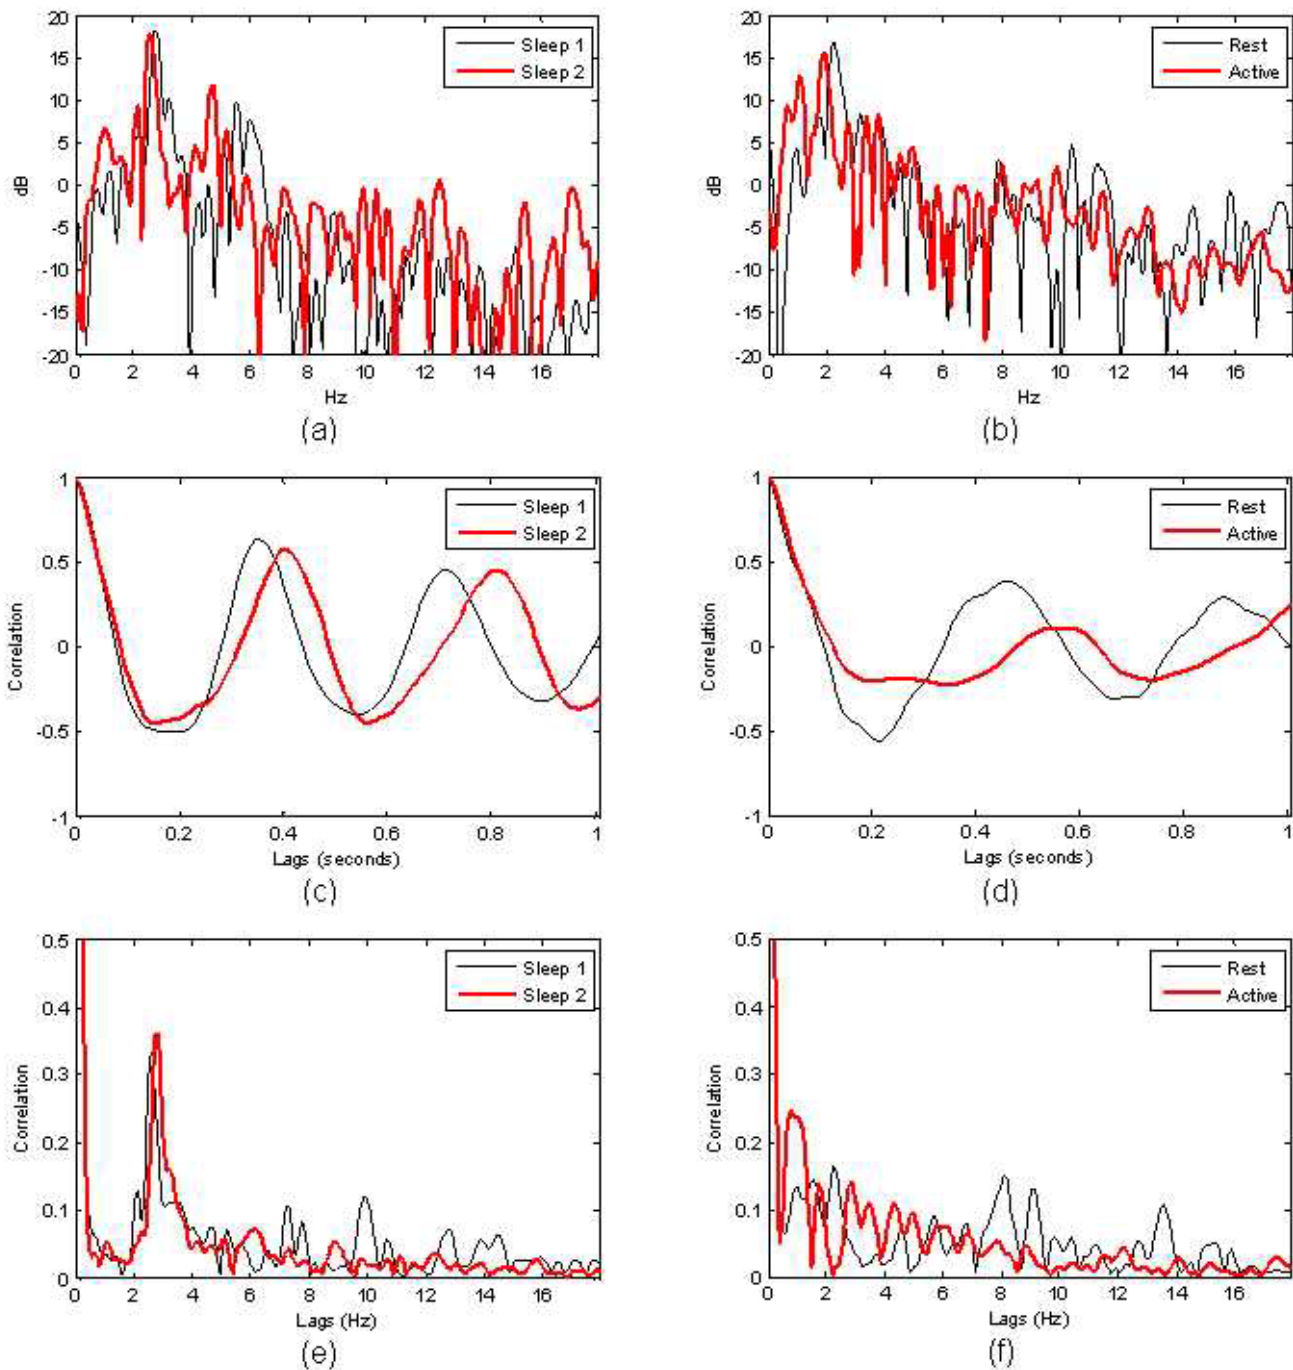 20
15
10
5
0
-5
-10
-15
-20
dB
Sleep 1
Sleep 2
0 2 4 6 8 10 12 14 16
Hz
(a)
20
15
10
5
0
-5
-10
-15
-20
dB
Rest
Active
0 2 4 6 8 10 12 14 16
Hz
(b)
1
0.5
0
-0.5
-1
Correlation
Sleep 1
Sleep 2
0 0.2 0.4 0.6 0.8 1
Lags (seconds)
(c)
1
0.5
0
-0.5
-1
Correlation
Rest
Active
0 0.2 0.4 0.6 0.8 1
Lags (seconds)
(d)
0.5
0.4
0.3
0.2
0.1
0
Correlation
Sleep 1
Sleep 2
0 2 4 6 8 10 12 14 16
Lags (Hz)
(e)
0.5
0.4
0.3
0.2
0.1
0
Correlation
Rest
Active
0 2 4 6 8 10 12 14 16
Lags (Hz)
(f)